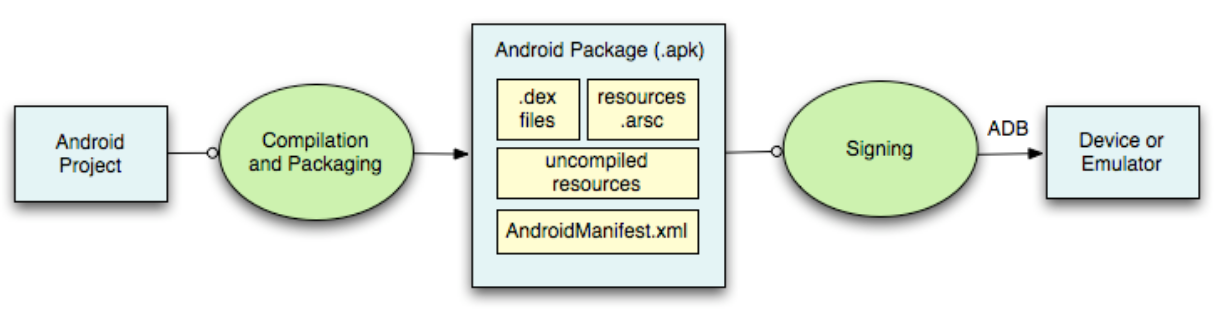 Android
Project
Compilation
and Packaging
Android Package (.apk)
.dex
files
resources
.arsc
uncompiled
resources
AndroidManifest.xml
Signing
ADB
Device or
Emulator